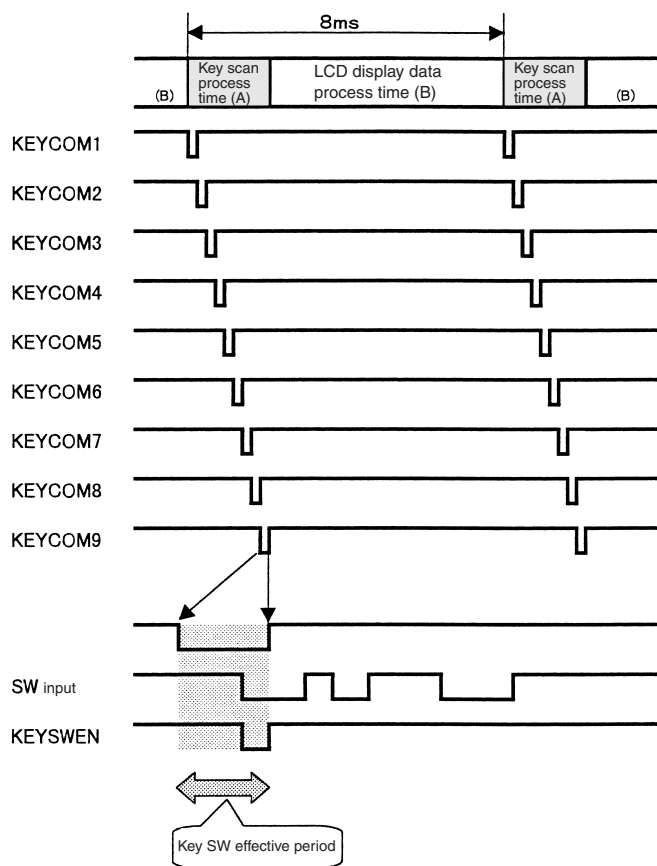 8ms
Key scan
process
time (A)
LCD display data
process time (B)
Key scan
process
time (A)
(B)
(B)
KEYCOM1
KEYCOM2
KEYCOM3
KEYCOM4
KEYCOM5
KEYCOM6
KEYCOM7
KEYCOM8
KEYCOM9
SW input
KEYSWEN
Key SW effective period